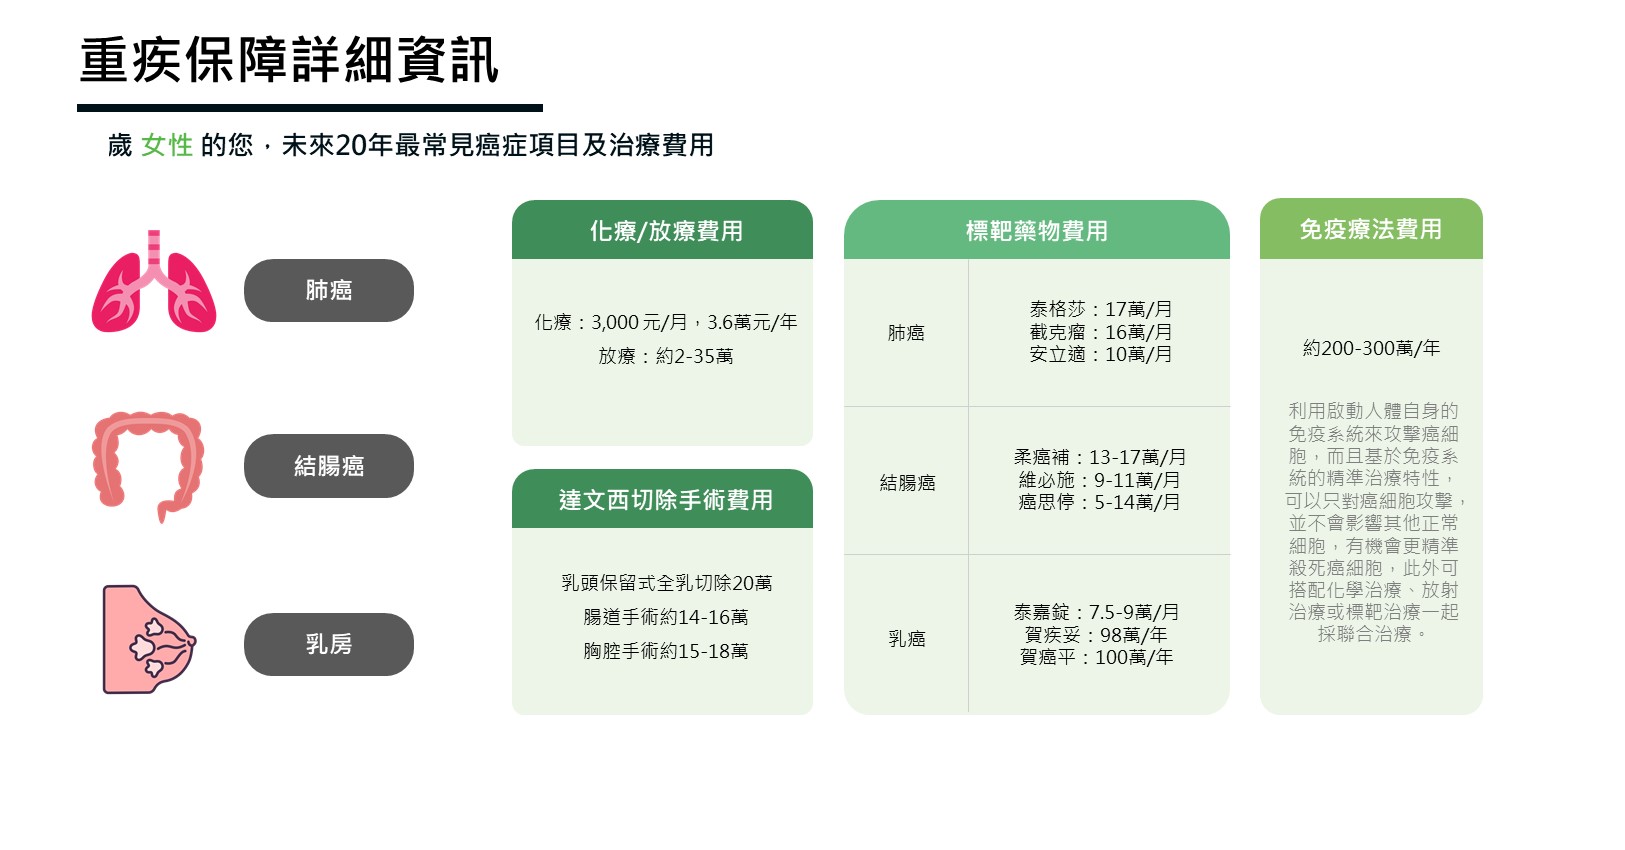 重疾保障詳細資訊
歲 女性 的您，未來20年最常見癌症項目及治療費用
肺癌
結腸癌
乳房
化療/放療費用
化療：3,000 元/月，3.6萬元/年
放療：約2-35萬
達文西切除手術費用
乳頭保留式全乳切除20萬
腸道手術約14-16萬
胸腔手術約15-18萬
標靶藥物費用
肺癌
泰格莎：17萬/月
截克瘤：16萬/月
安立適：10萬/月
結腸癌
柔癌補：13-17萬/月
維必施：9-11萬/月
癌思停：5-14萬/月
乳癌
泰嘉錠：7.5-9萬/月
賀疾妥：98萬/年
賀癌平：100萬/年
免疫療法費用
約200-300萬/年
利用啟動人體自身的
免疫系統來攻擊癌細
胞，而且基於免疫系
統的精準治療特性，
可以只對癌細胞攻擊，
並不會影響其他正常
細胞，有機會更精準
殺死癌細胞，此外可
搭配化學治療、放射
治療或標靶治療一起
採聯合治療。